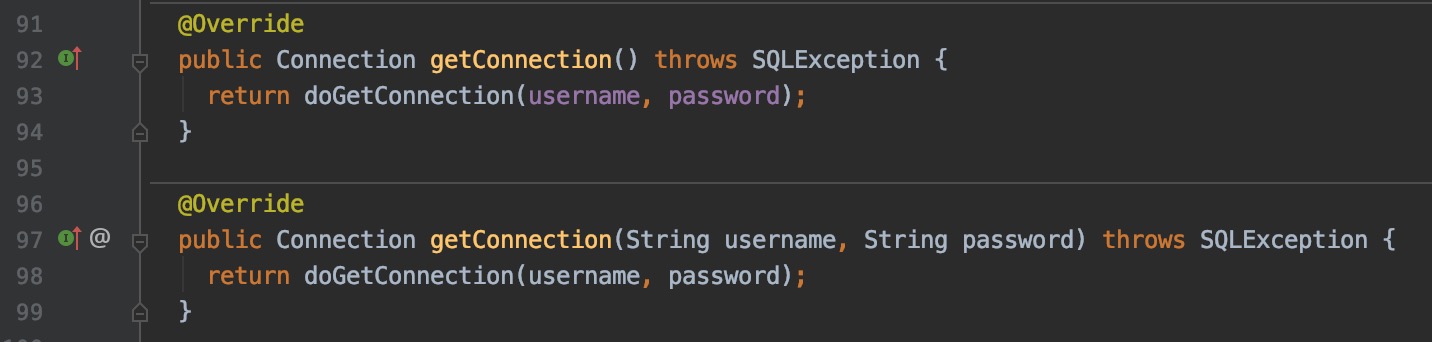 91 @Override
92 public Connection getConnection() throws SQLException {
93 return doGetConnection(username, password);
94 }
95
96 @Override
97 @ public Connection getConnection(String username, String password) throws SQLException {
98 return doGetConnection(username, password);
99 }